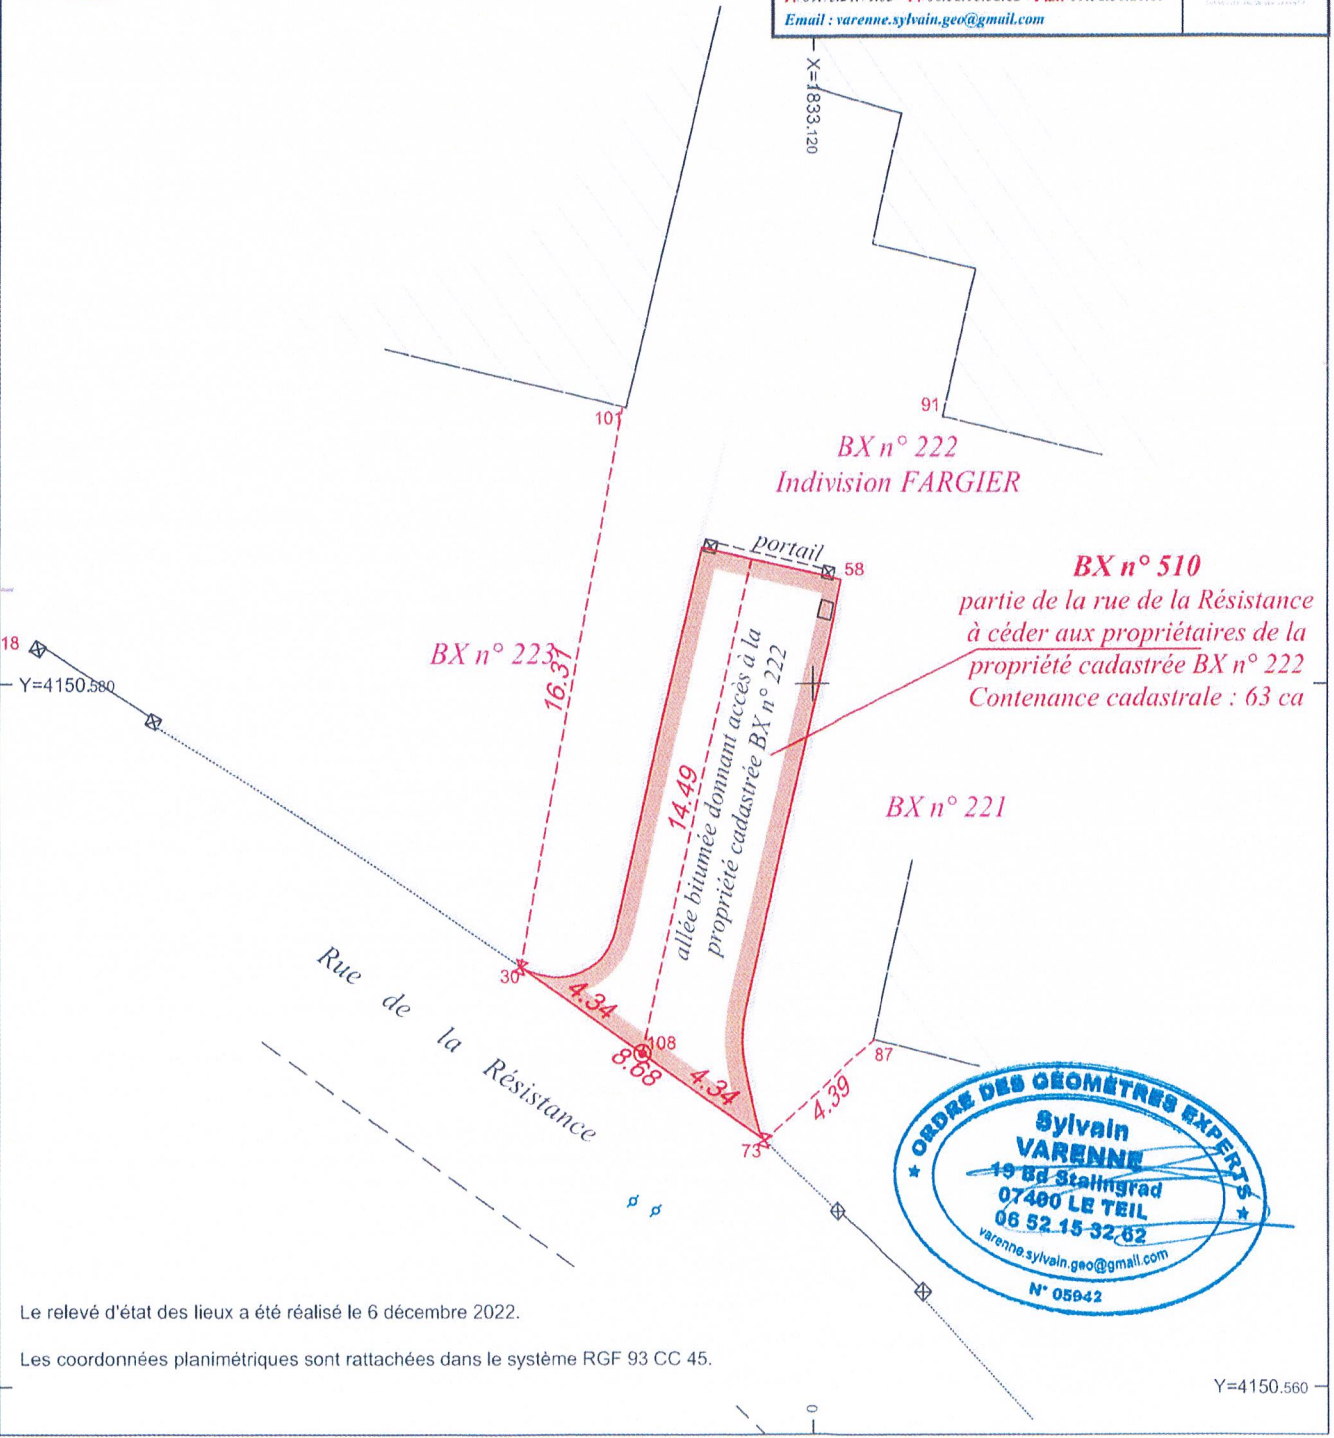 Email : varenne.sylvain.geo@gmail.com
X=1833.120
101
91
BX n° 222
Indivision FARGIER
portail
58
BX n° 510
partie de la rue de la Résistance
à céder aux propriétaires de la
propriété cadastrée BX n° 222
Contenance cadastrale : 63 ca
18
Y=4150.580
BX n° 223
16.31
14.49
allée bitumée donnant accès à la
propriété cadastrée BX n° 222
BX n° 221
30
4.34
108
8.68
4.34
73
87
4.39
Rue de la Résistance
ORDRE DES GÉOMÈTRES EXPERTS
Sylvain
VARENNE
19 Bd Stalingrad
07400 LE TEIL
06 52 15 32 62
varenne.sylvain.geo@gmail.com
N° 05942
Le relevé d'état des lieux a été réalisé le 6 décembre 2022.
Les coordonnées planimétriques sont rattachées dans le système RGF 93 CC 45.
Y=4150.560
0